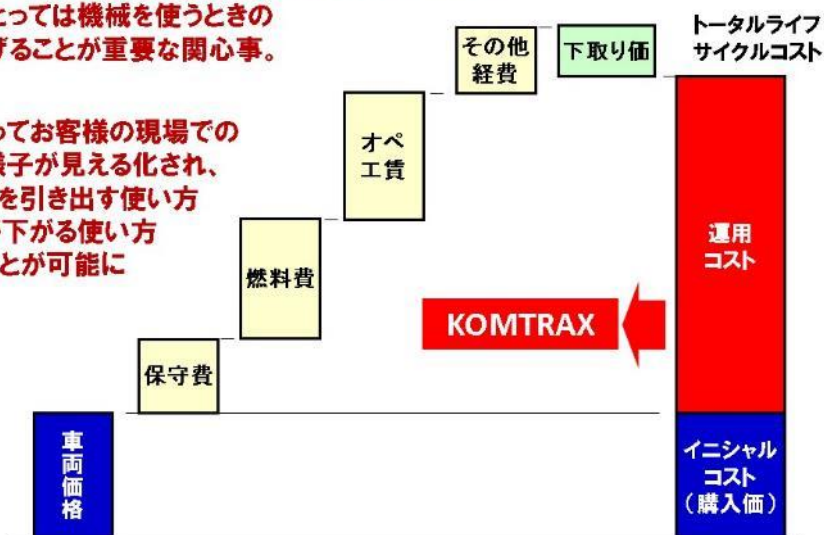 とっては機械を使うときの
げることが重要な関心事。
ってお客様の現場での
様子が見える化され、
を引き出す使い方
下がる使い方
とが可能に
その他
経費
下取り価
トータルライフ
サイクルコスト
オペ
工賃
燃料費
運用
コスト
KOMTRAX
保守費
車両価格
イニシャル
コスト
(購入価)